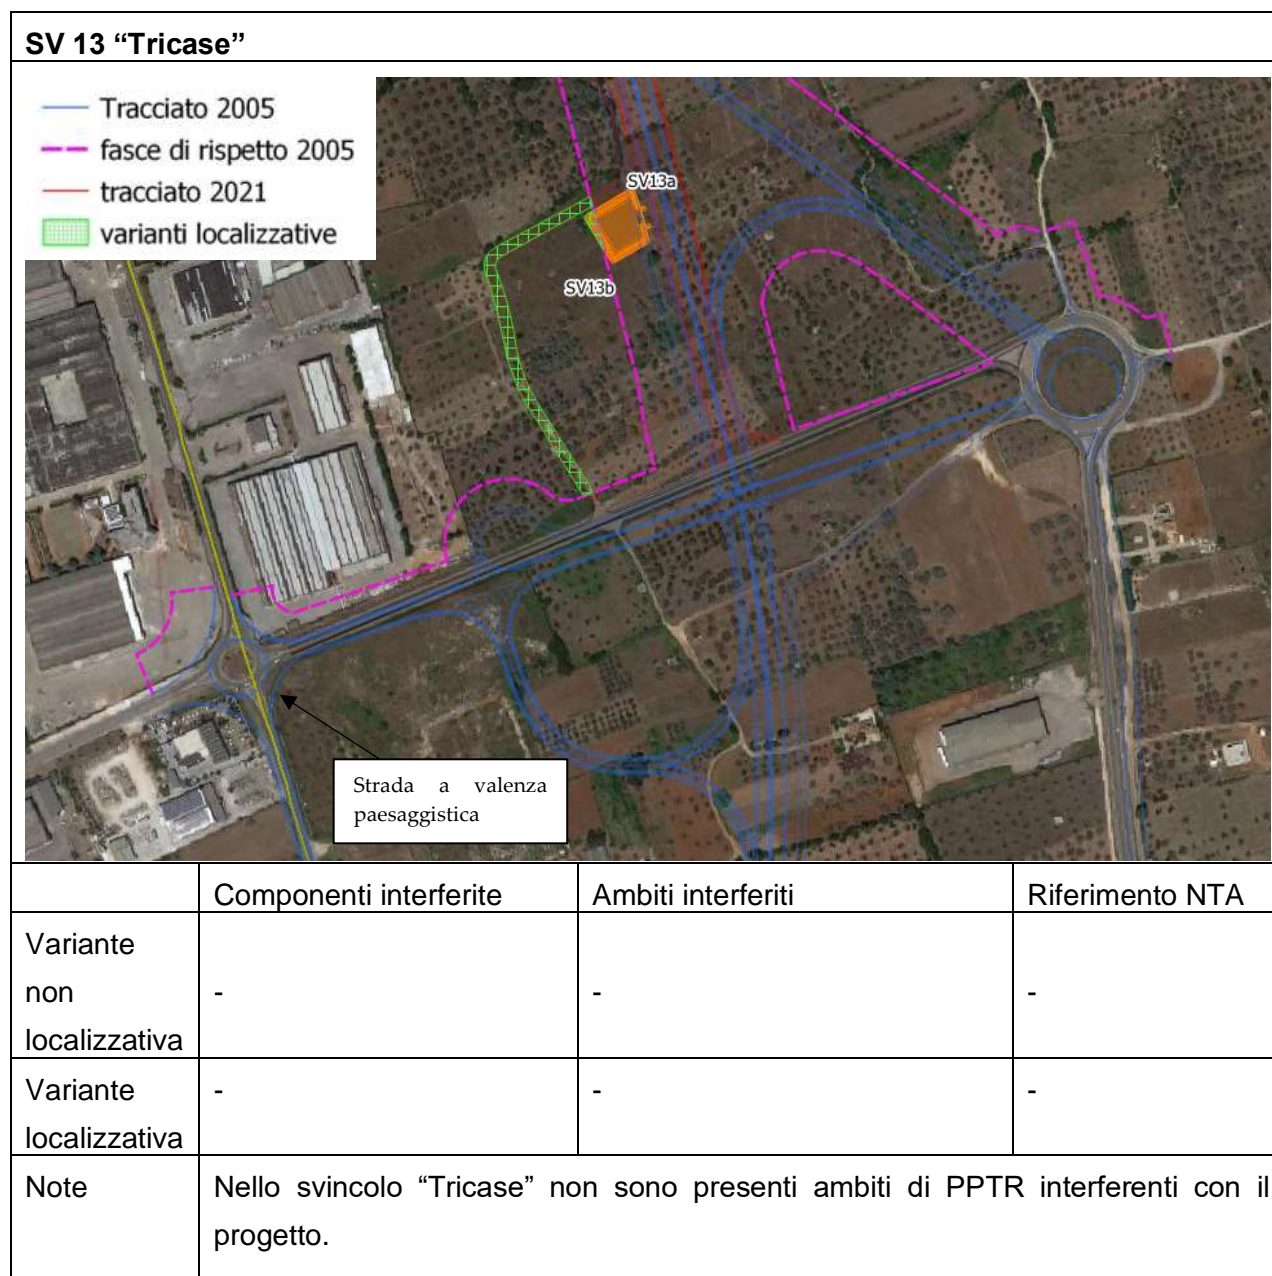 SV 13 “Tricase”
Tracciato 2005
fasce di rispetto 2005
tracciato 2021
varianti localizzative
SV13a
SV13b
Strada a valenza
paesaggistica
Componenti interferite
Ambiti interferiti
Riferimento NTA
Variante
non
localizzativa
-
-
-
Variante
localizzativa
-
-
-
Note
Nello svincolo “Tricase” non sono presenti ambiti di PPTR interferenti con il
progetto.